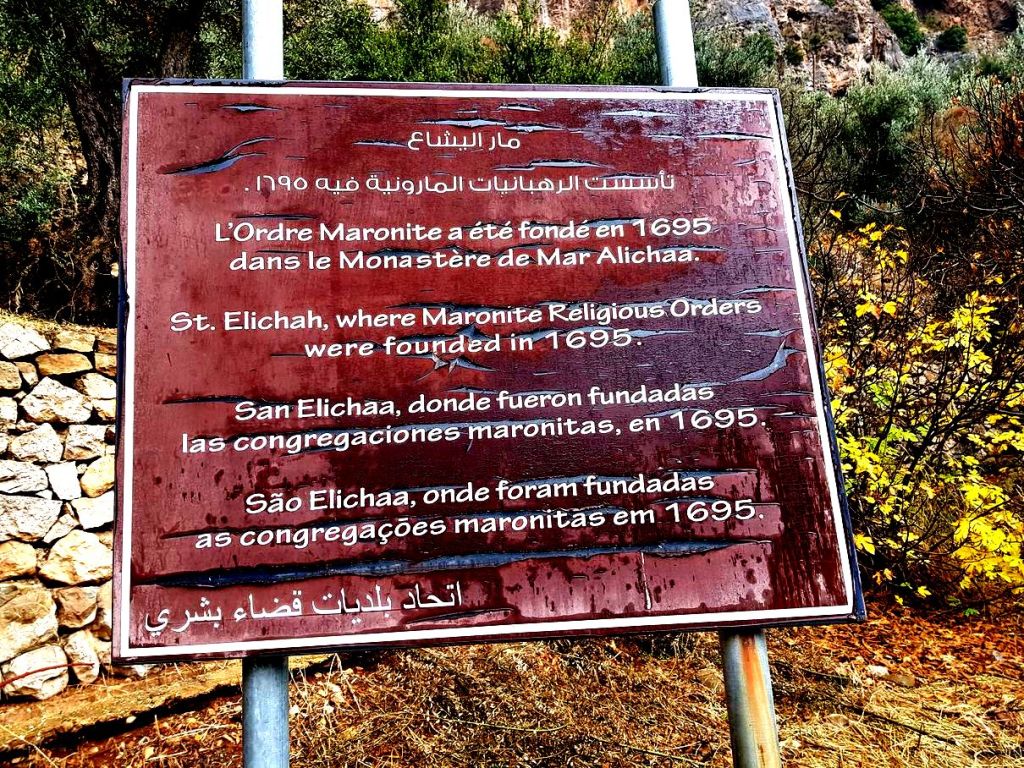 مار اليشاع
تأسست الرهبانيات المارونية فيه ١٦٩٥ .
L'Ordre Maronite a été fondé en 1695
dans le Monastère de Mar Alichaa.
St. Elichah, where Maronite Religious Orders
were founded in 1695.
San Elichaa, donde fueron fundadas
las congregaciones maronitas, en 1695.
São Elichaa, onde foram fundadas
as congregações maronitas em 1695.
اتحاد بلديات قضاء بشري